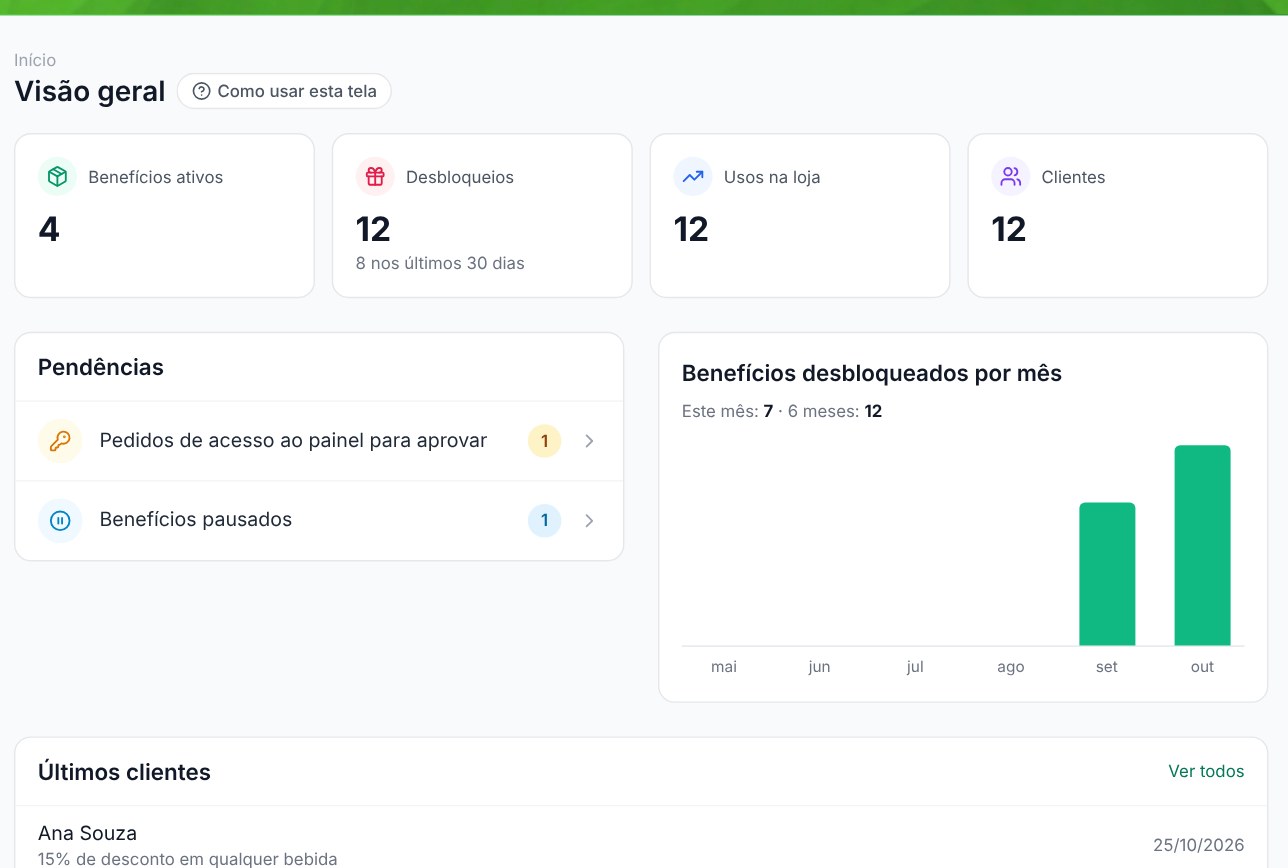 Início
Visão geral
Como usar esta tela
Benefícios ativos
4
Desbloqueios
12
8 nos últimos 30 dias
Usos na loja
12
Clientes
12
Pendências
Pedidos de acesso ao painel para aprovar
1
Benefícios pausados
1
Benefícios desbloqueados por mês
Este mês: 7 · 6 meses: 12
mai jun jul ago set out
Últimos clientes
Ver todos
Ana Souza
15% de desconto em qualquer bebida
25/10/2026